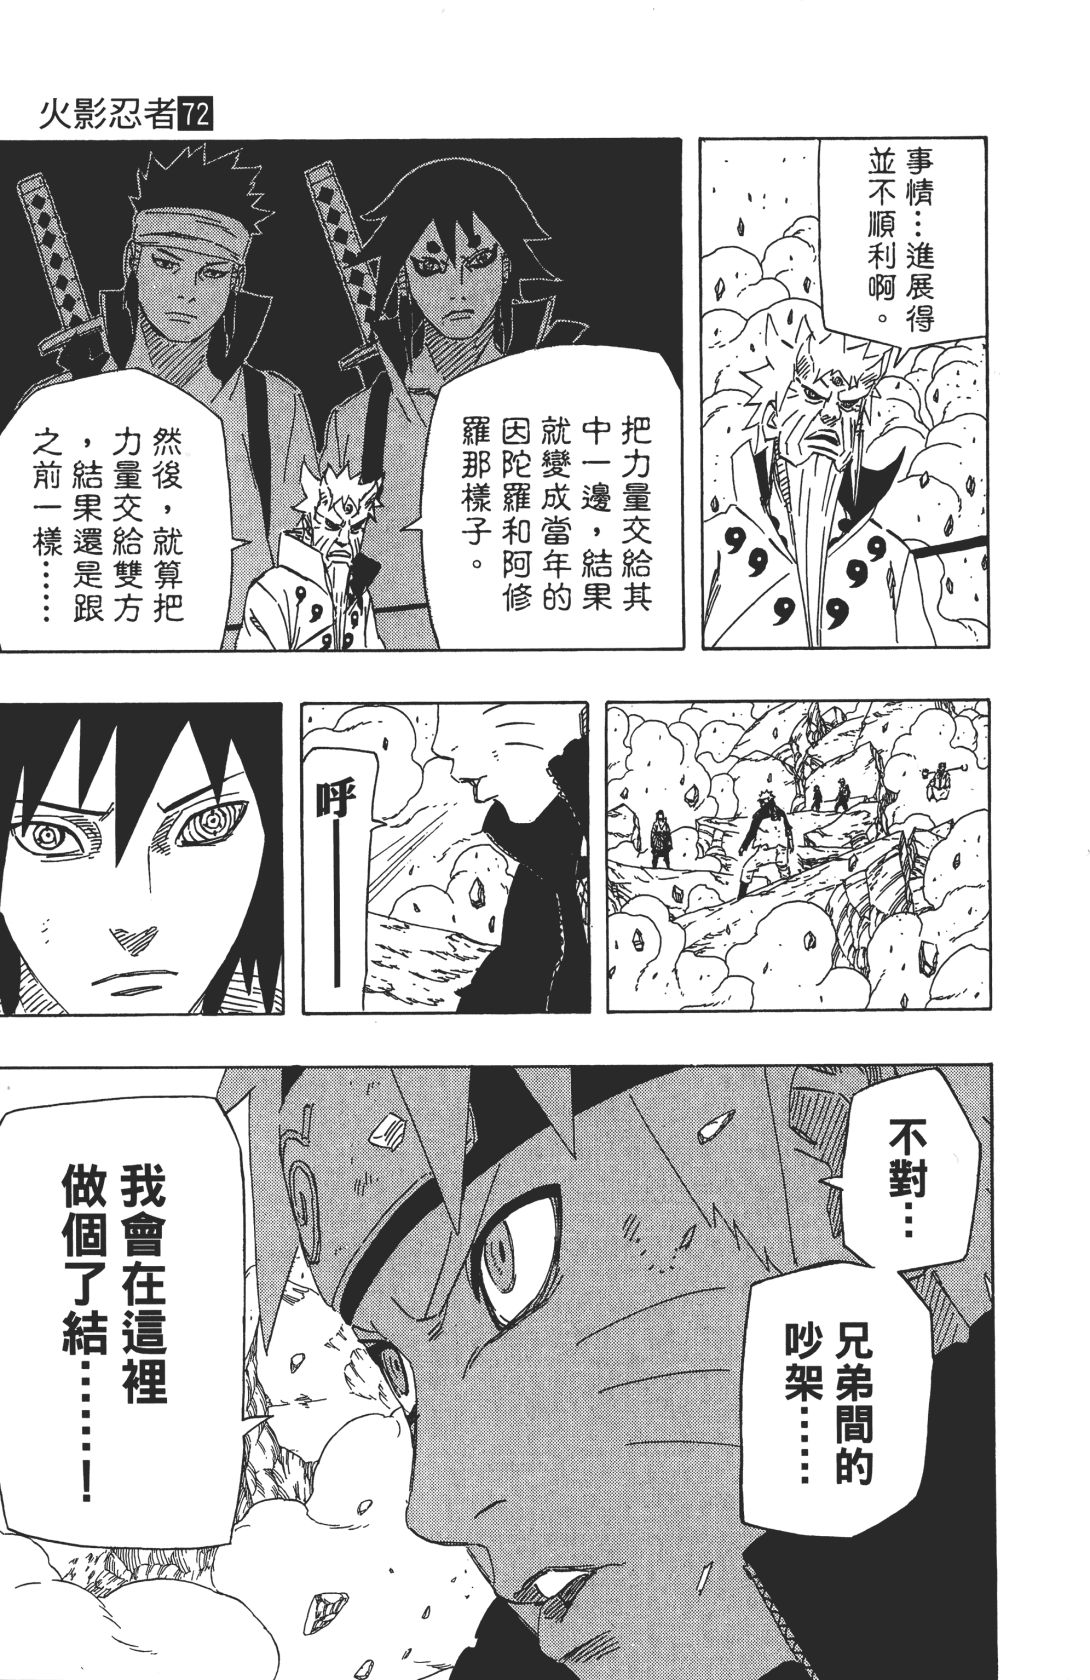 火影忍者72
事情…進展得
並不順利啊。
把力量交給其
中一邊，結果
就變成當年的
因陀羅和阿修
羅那樣子。
然後，就算把
力量交給雙方
，結果還是跟
之前一樣……
呼——
不對…
兄弟間的
吵架……
我會在這裡
做個了結……！